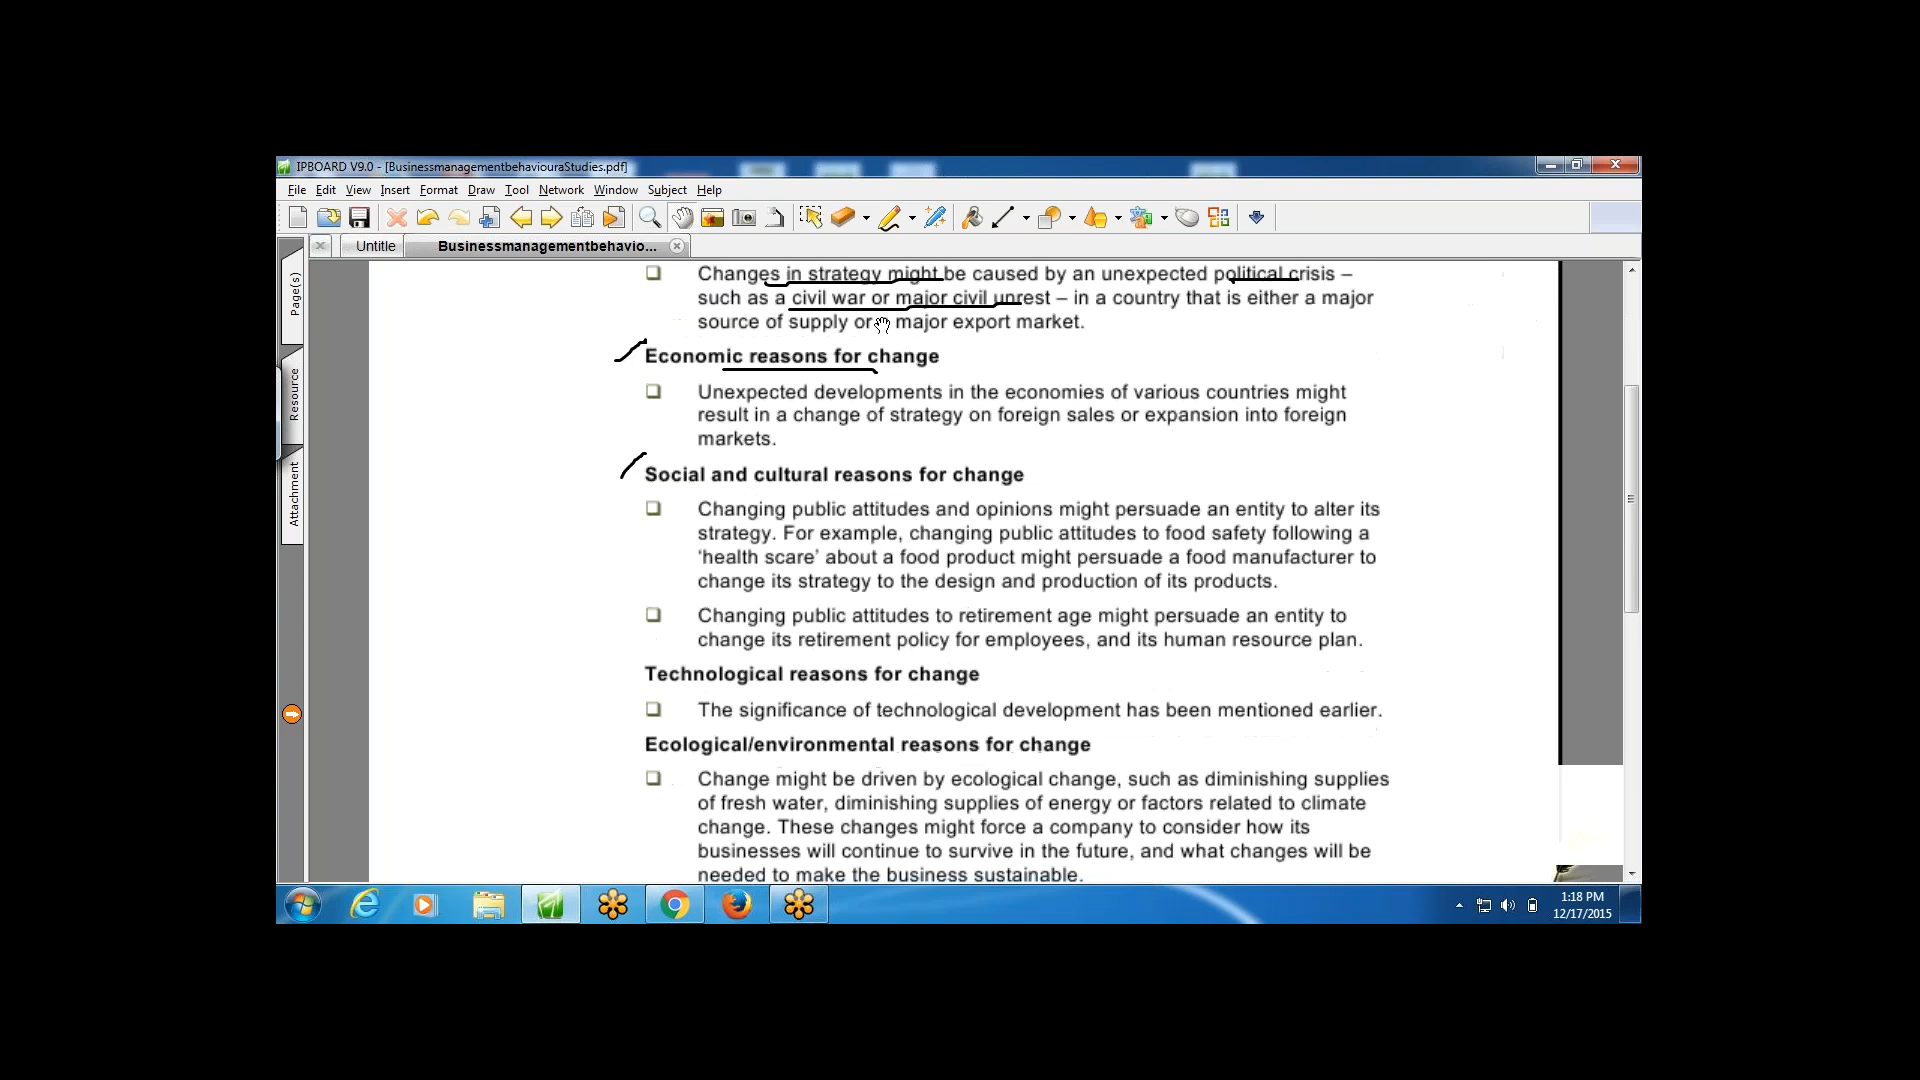 IPBOARD V9.0 - [BusinessmanagementbehaviouraStudies.pdf]
File Edit View Insert Format Draw Tool Network Window Subject Help
Untitle Businessmanagementbehavio...
Page(s)
Resource
Attachment
Changes in strategy might be caused by an unexpected political crisis –
such as a civil war or major civil unrest – in a country that is either a major
source of supply or major export market.
Economic reasons for change
Unexpected developments in the economies of various countries might
result in a change of strategy on foreign sales or expansion into foreign
markets.
Social and cultural reasons for change
Changing public attitudes and opinions might persuade an entity to alter its
strategy. For example, changing public attitudes to food safety following a
‘health scare’ about a food product might persuade a food manufacturer to
change its strategy to the design and production of its products.
Changing public attitudes to retirement age might persuade an entity to
change its retirement policy for employees, and its human resource plan.
Technological reasons for change
The significance of technological development has been mentioned earlier.
Ecological/environmental reasons for change
Change might be driven by ecological change, such as diminishing supplies
of fresh water, diminishing supplies of energy or factors related to climate
change. These changes might force a company to consider how its
businesses will continue to survive in the future, and what changes will be
needed to make the business sustainable.
1:18 PM
12/17/2015